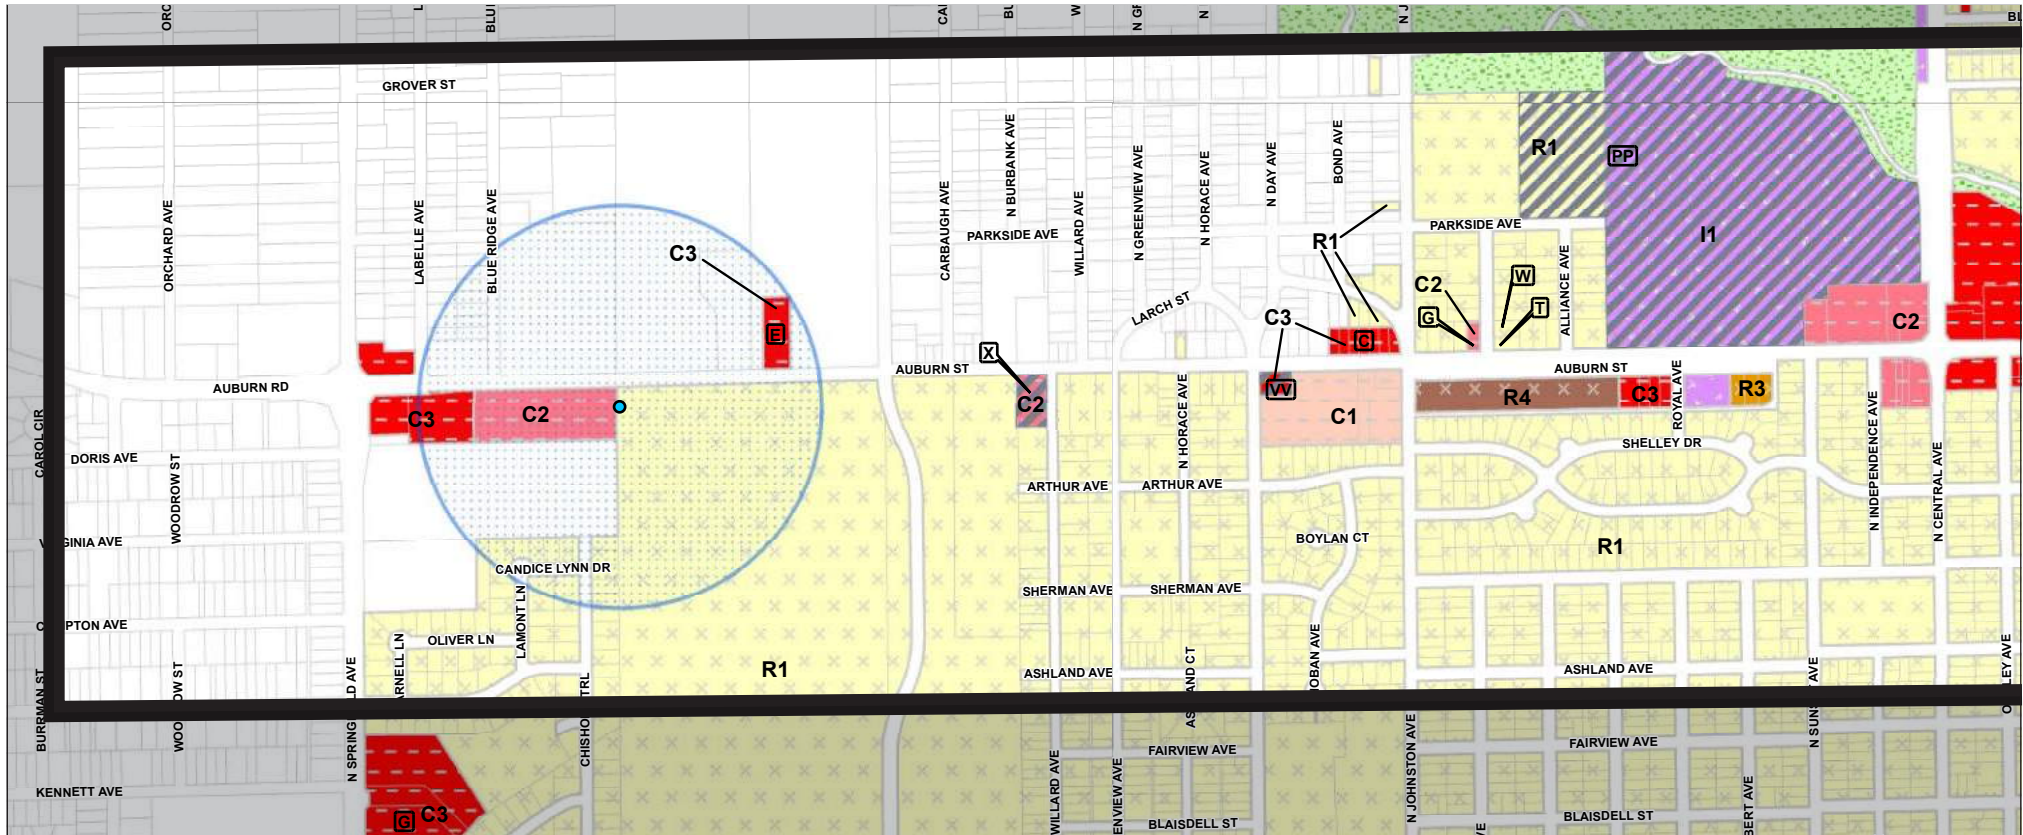 GROVER ST
ORCHARD AVE
LABELLE AVE
BLUE RIDGE AVE
CARBAUGH AVE
N BURBANK AVE
WILLARD AVE
N GREENVIEW AVE
N HORACE AVE
N DAY AVE
BOND AVE
R1
PP
PARKSIDE AVE
PARKSIDE AVE
R1
I1
C3
ALLIANCE AVE
W
C2
T
G
LARCH ST
C3
C2
E
C
X
AUBURN ST
AUBURN ST
AUBURN RD
VV
C2
R4
C3
ROYAL AVE
R3
C3
C2
C1
CAROL CIR
DORIS AVE
WOODROW ST
N HORACE AVE
SHELLEY DR
N INDEPENDENCE AVE
N CENTRAL AVE
ARTHUR AVE
ARTHUR AVE
BOYLAN CT
R1
CANDICE LYNN DR
SHERMAN AVE
SHERMAN AVE
LAMONT LN
OLIVER LN
R1
ASHLAND AVE
ASHLAND AVE
BURRMAN ST
FAIRVIEW AVE
FAIRVIEW AVE
N JOHNSTON AVE
WILLARD AVE
KENNETT AVE
G
C3
BLAISDELL ST
BLAISDELL ST